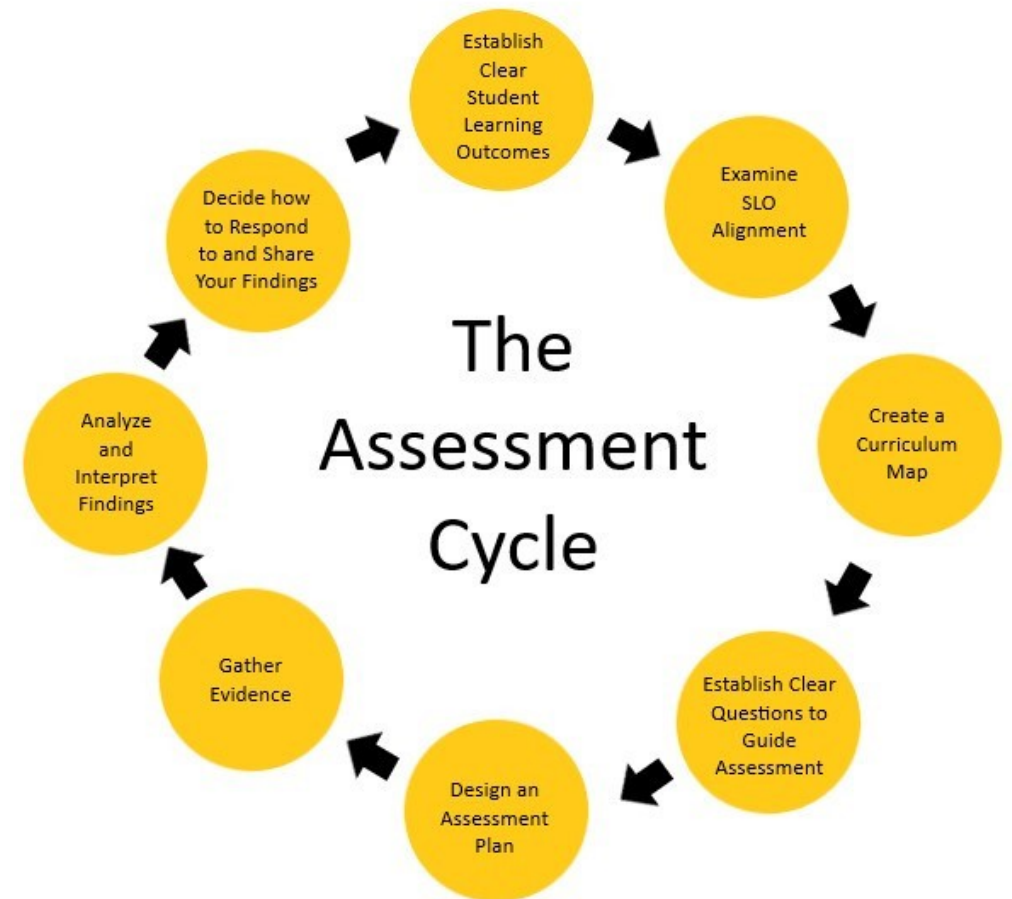 Establish
Clear
Student
Learning
Outcomes
Examine
SLO
Alignment
Create a
Curriculum
Map
Establish Clear
Questions to
Guide
Assessment
Design an
Assessment
Plan
Gather
Evidence
Analyze
and
Interpret
Findings
Decide how
to Respond
to and Share
Your Findings
The
Assessment
Cycle